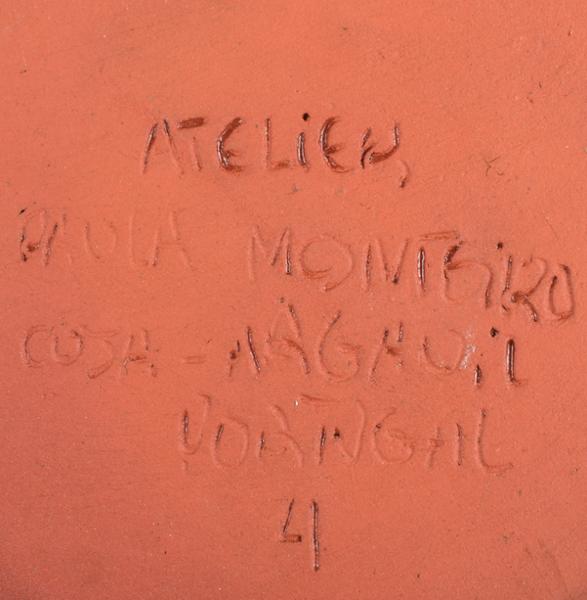 ATELIER,
PAULA MONTEIRO
COJA - ARGANIL
PORTUGAL
4